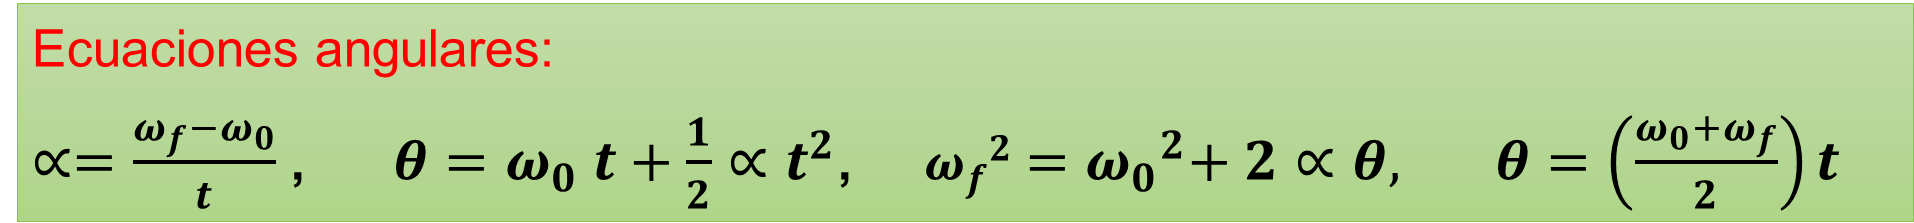 Ecuaciones angulares:
∝= (ω_f−ω_0)/t , θ = ω_0 t + 1/2 ∝ t², ω_f² = ω_0² + 2 ∝ θ, θ = ((ω_0+ω_f)/2) t